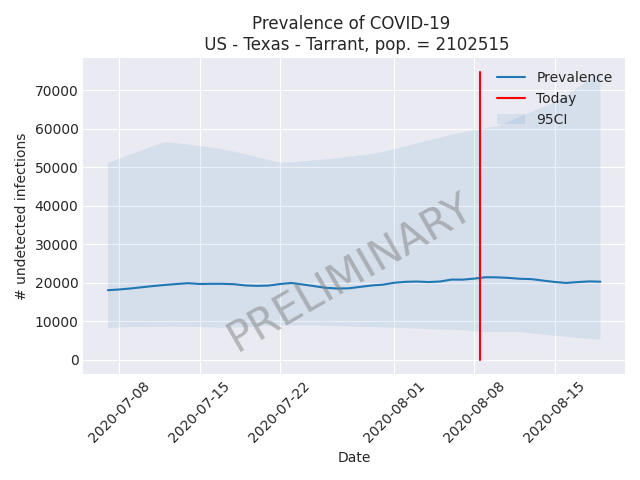 Prevalence of COVID-19
US - Texas - Tarrant, pop. = 2102515
Prevalence
Today
95CI
70000
60000
50000
40000
30000
20000
10000
0
# undetected infections
PRELIMINARY
2020-07-08
2020-07-15
2020-07-22
2020-08-01
2020-08-08
2020-08-15
Date